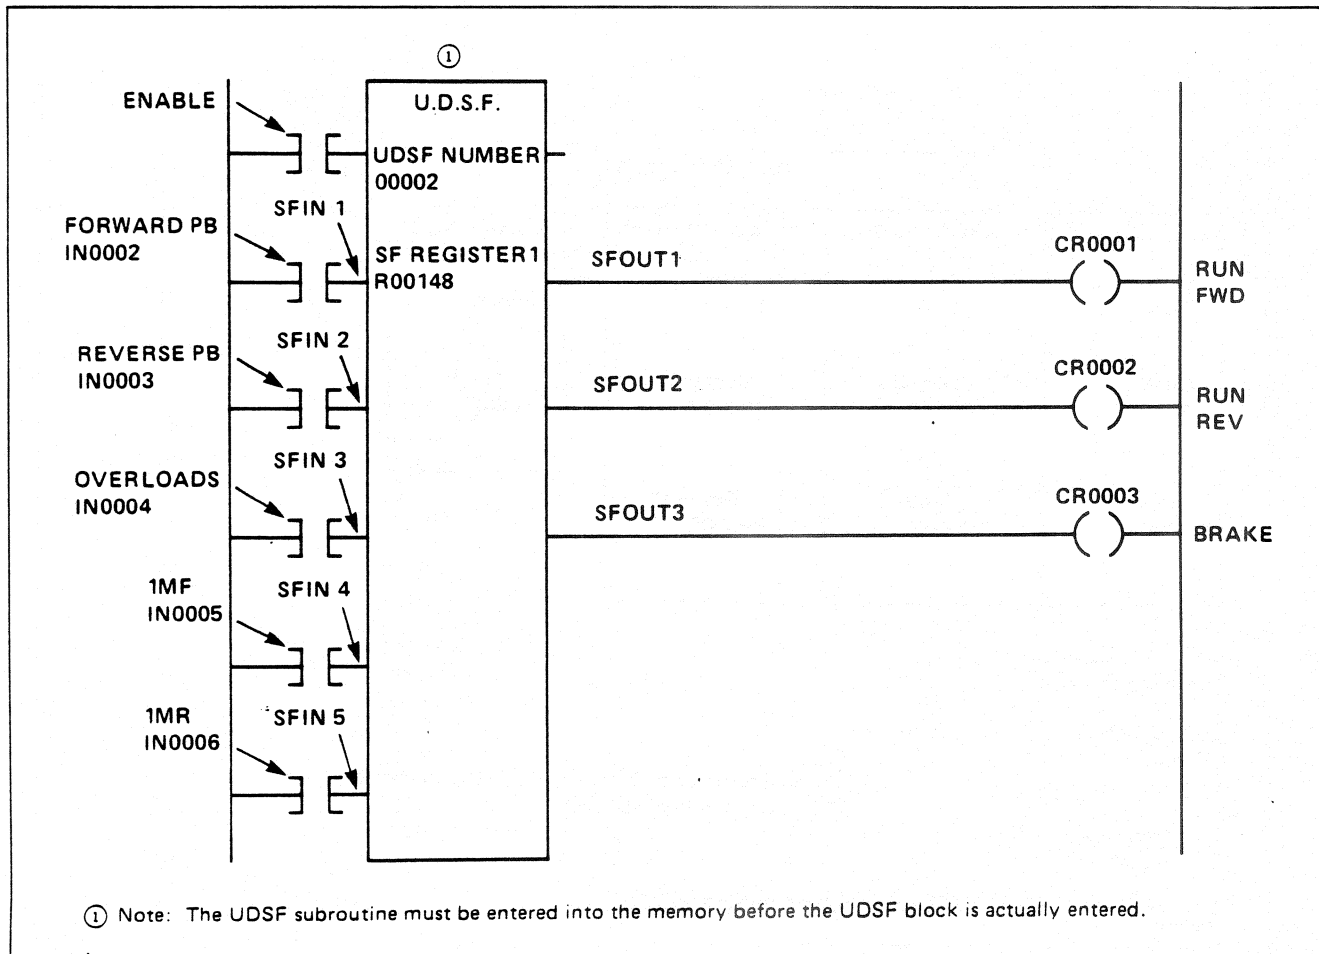 ①
ENABLE
U.D.S.F.
UDSF NUMBER
00002
SFIN 1
FORWARD PB
IN0002
SF REGISTER1
R00148
SFOUT1
CR0001
RUN
FWD
SFIN 2
REVERSE PB
IN0003
SFOUT2
CR0002
RUN
REV
SFIN 3
OVERLOADS
IN0004
SFOUT3
CR0003
BRAKE
1MF
IN0005
SFIN 4
1MR
IN0006
SFIN 5
① Note: The UDSF subroutine must be entered into the memory before the UDSF block is actually entered.